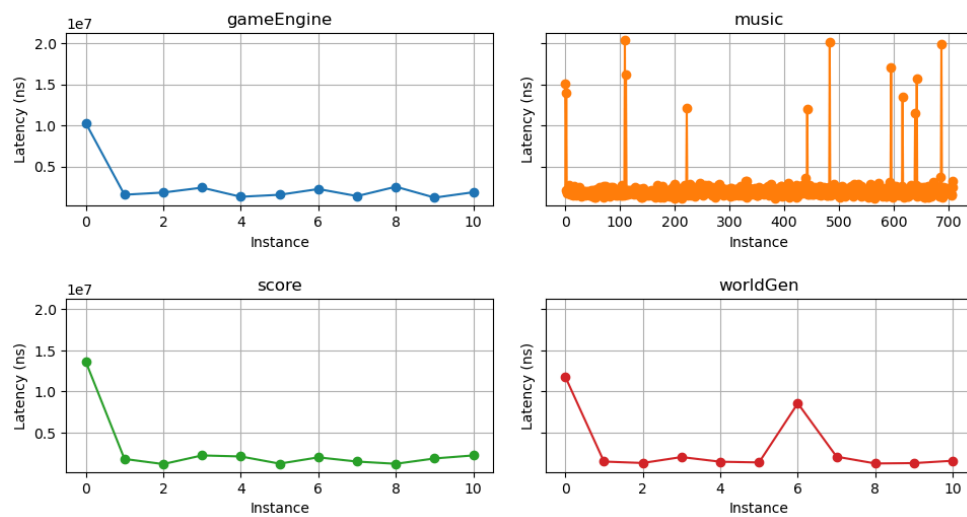 gameEngine
1e7
2.0
1.5
1.0
0.5
Latency (ns)
0 2 4 6 8 10
Instance
music
Latency (ns)
0 100 200 300 400 500 600 700
Instance
score
1e7
2.0
1.5
1.0
0.5
Latency (ns)
0 2 4 6 8 10
Instance
worldGen
Latency (ns)
0 2 4 6 8 10
Instance